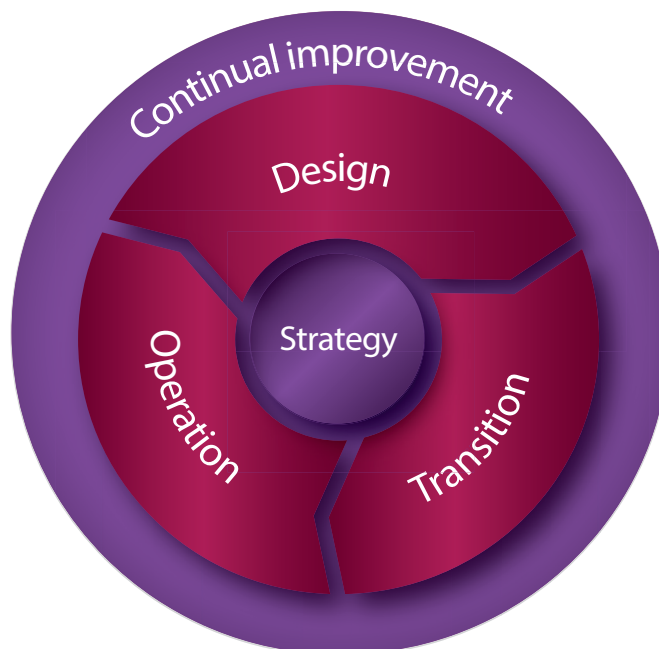 Continual improvement
Design
Strategy
Operation
Transition